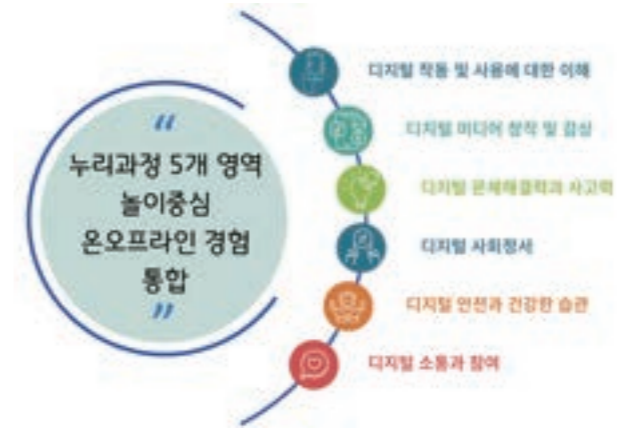 “
누리과정 5개 영역
놀이중심
온오프라인 경험
통합
”
디지털 작동 및 사용에 대한 이해
디지털 미디어 창작 및 감상
디지털 문제해결력과 사고력
디지털 사회정서
디지털 안전과 건강한 습관
디지털 소통과 참여